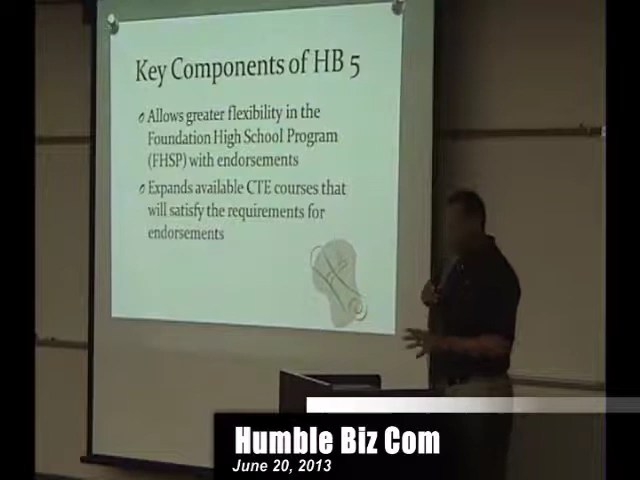 Key Components of HB 5
Allows greater flexibility in the
Foundation High School Program
(FHSP) with endorsements
Expands available CTE courses that
will satisfy the requirements for
endorsements
Humble Biz Com
June 20, 2013